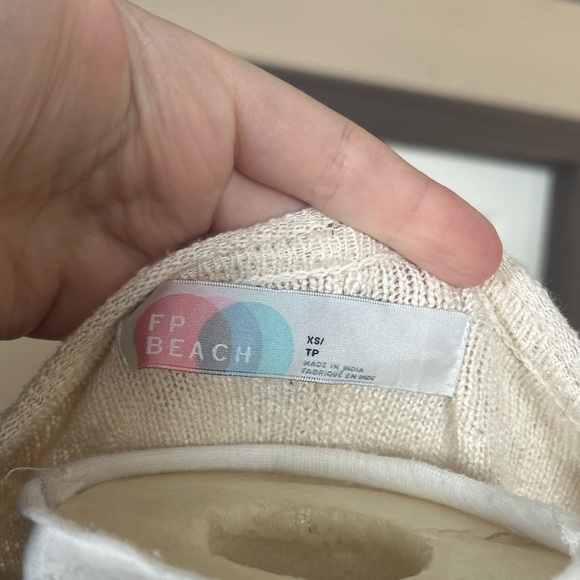 FP
BEACH
XS/
TP
MADE IN INDIA
FABRIQUÉ EN INDE